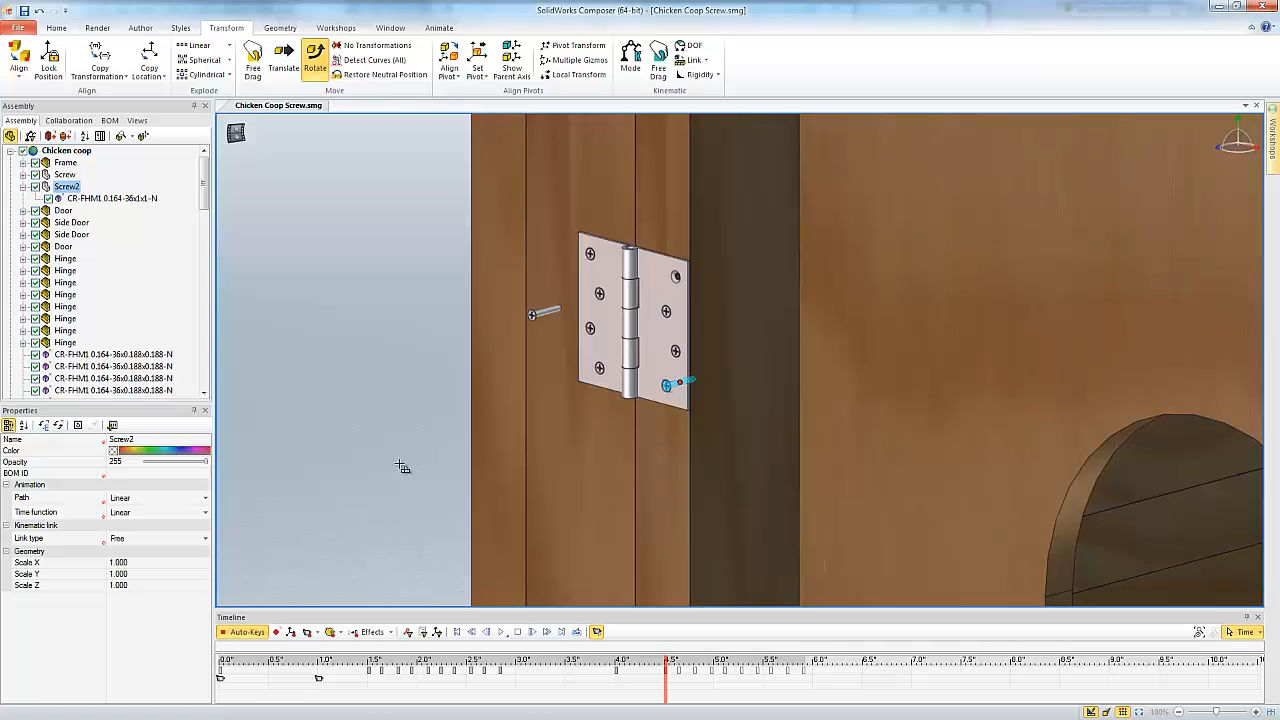 SolidWorks Composer (64-bit) - [Chicken Coop Screw.smg]
File Home Render Author Styles Transform Geometry Workshops Window Animate
Align
Lock Position
Copy Transformation
Copy Location
Linear
Spherical
Cylindrical
Free Drag
Translate
Rotate
No Transformations
Detect Curves (Alt)
Restore Neutral Position
Align Pivot
Set Pivot
Show Parent Axis
Pivot Transform
Multiple Gizmos
Local Transform
Mode
Free Drag
DOF
Link
Rigidity
Align Explode Move Align Pivots Kinematic
Assembly
Chicken Coop Screw.smg
Assembly Collaboration BOM Views
Workshops
Chicken coop
Frame
Screw
Screw2
CR-FHM1 0.164-36x1x1-N
Door
Side Door
Side Door
Door
Hinge
Hinge
Hinge
Hinge
Hinge
Hinge
Hinge
Hinge
CR-FHM1 0.164-36x0.188x0.188-N
CR-FHM1 0.164-36x0.188x0.188-N
CR-FHM1 0.164-36x0.188x0.188-N
CR-FHM1 0.164-36x0.188x0.188-N
Properties
Name Screw2
Color
Opacity 255
BOM ID
Animation
Path Linear
Time function Linear
Kinematic link
Link type Free
Geometry
Scale X 1.000
Scale Y 1.000
Scale Z 1.000
Timeline
Auto-Keys Effects Time
0.0" 0.5" 1.0" 1.5" 2.0" 2.5" 3.0" 3.5" 4.0" 4.5" 5.0" 5.5" 6.0" 6.5" 7.0" 7.5" 8.0" 8.5" 9.0" 9.5" 10.0"
100%